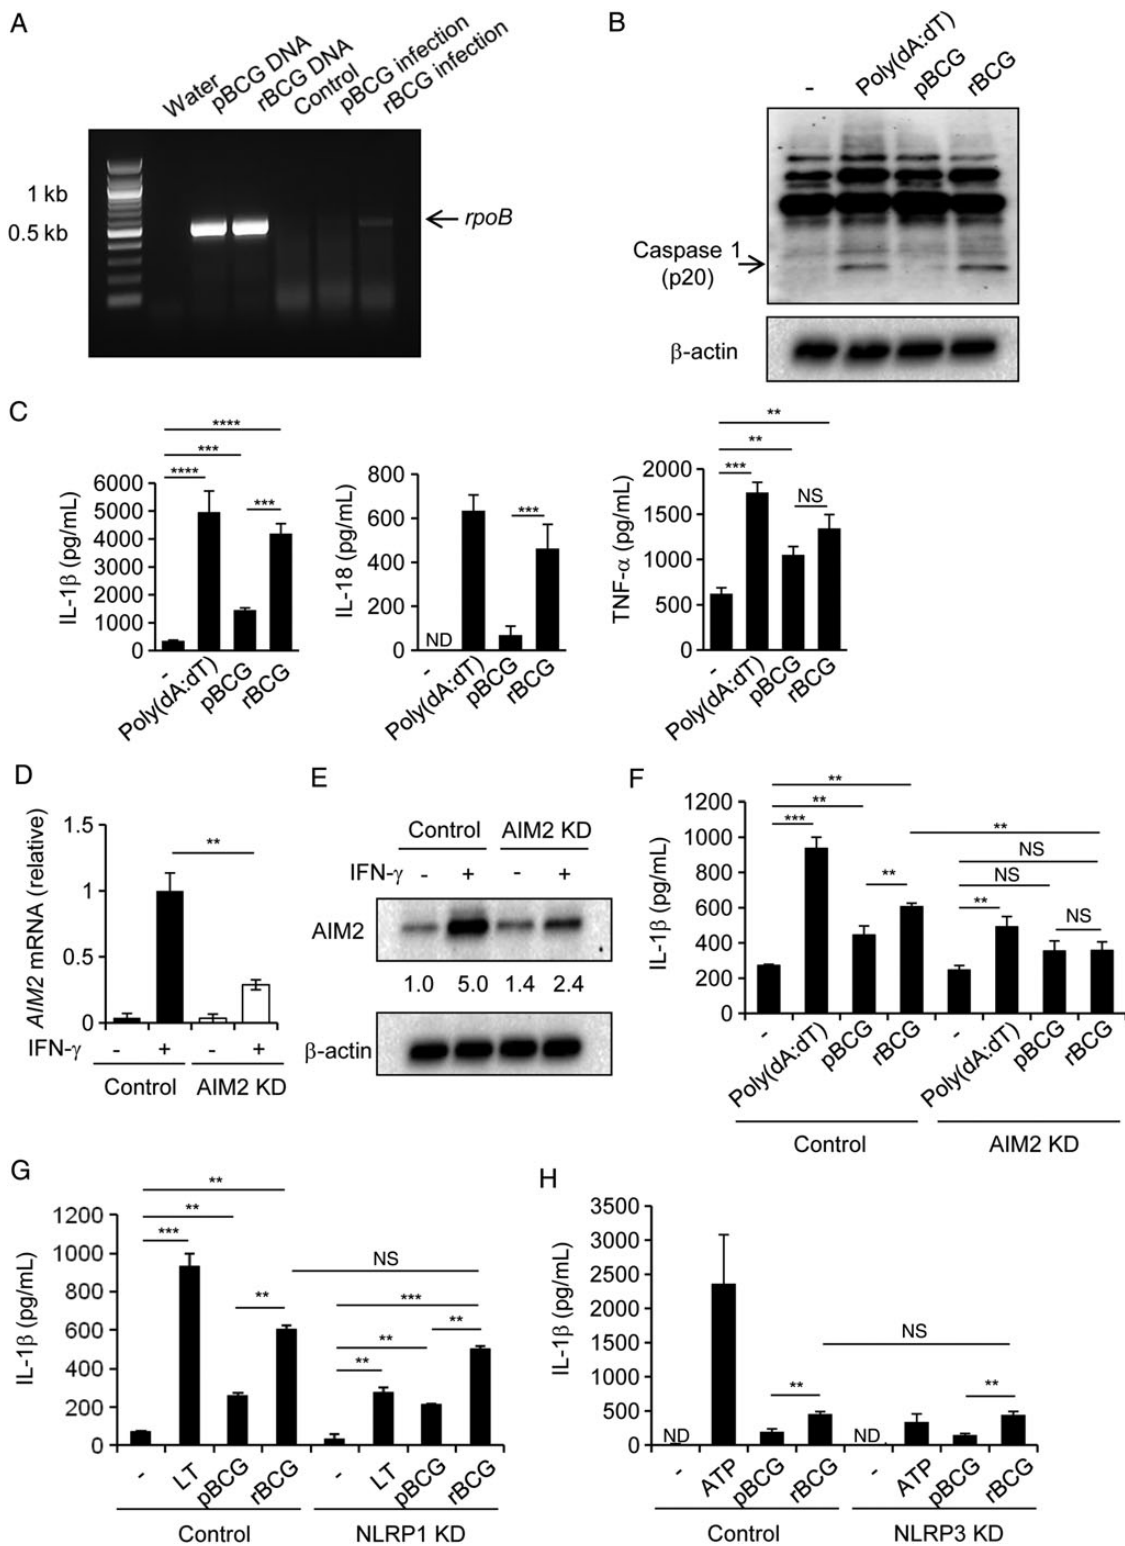 A
Water
pBCG DNA
rBCG DNA
Control
pBCG infection
rBCG infection
1 kb
0.5 kb
rpoB
B
-
Poly(dA:dT)
pBCG
rBCG
Caspase 1
(p20)
β-actin
C
****
***
****
***
6000
5000
4000
3000
2000
1000
0
IL-1β (pg/mL)
-
Poly(dA:dT)
pBCG
rBCG
800
600
400
200
0
IL-18 (pg/mL)
***
ND
-
Poly(dA:dT)
pBCG
rBCG
**
**
***
NS
2000
1500
1000
500
0
TNF-α (pg/mL)
-
Poly(dA:dT)
pBCG
rBCG
D
AIM2 mRNA (relative)
1.5
1
0.5
0
**
IFN-γ - + - +
Control AIM2 KD
E
Control AIM2 KD
IFN-γ - + - +
AIM2
1.0 5.0 1.4 2.4
β-actin
F
IL-1β (pg/mL)
1200
1000
800
600
400
200
0
**
**
***
**
**
NS
NS
**
NS
- Poly(dA:dT) pBCG rBCG - Poly(dA:dT) pBCG rBCG
Control AIM2 KD
G
IL-1β (pg/mL)
1200
1000
800
600
400
200
0
**
**
***
**
NS
***
**
**
**
- LT pBCG rBCG - LT pBCG rBCG
Control NLRP1 KD
H
IL-1β (pg/mL)
3500
3000
2500
2000
1500
1000
500
0
NS
**
**
ND
ND
- ATP pBCG rBCG - ATP pBCG rBCG
Control NLRP3 KD